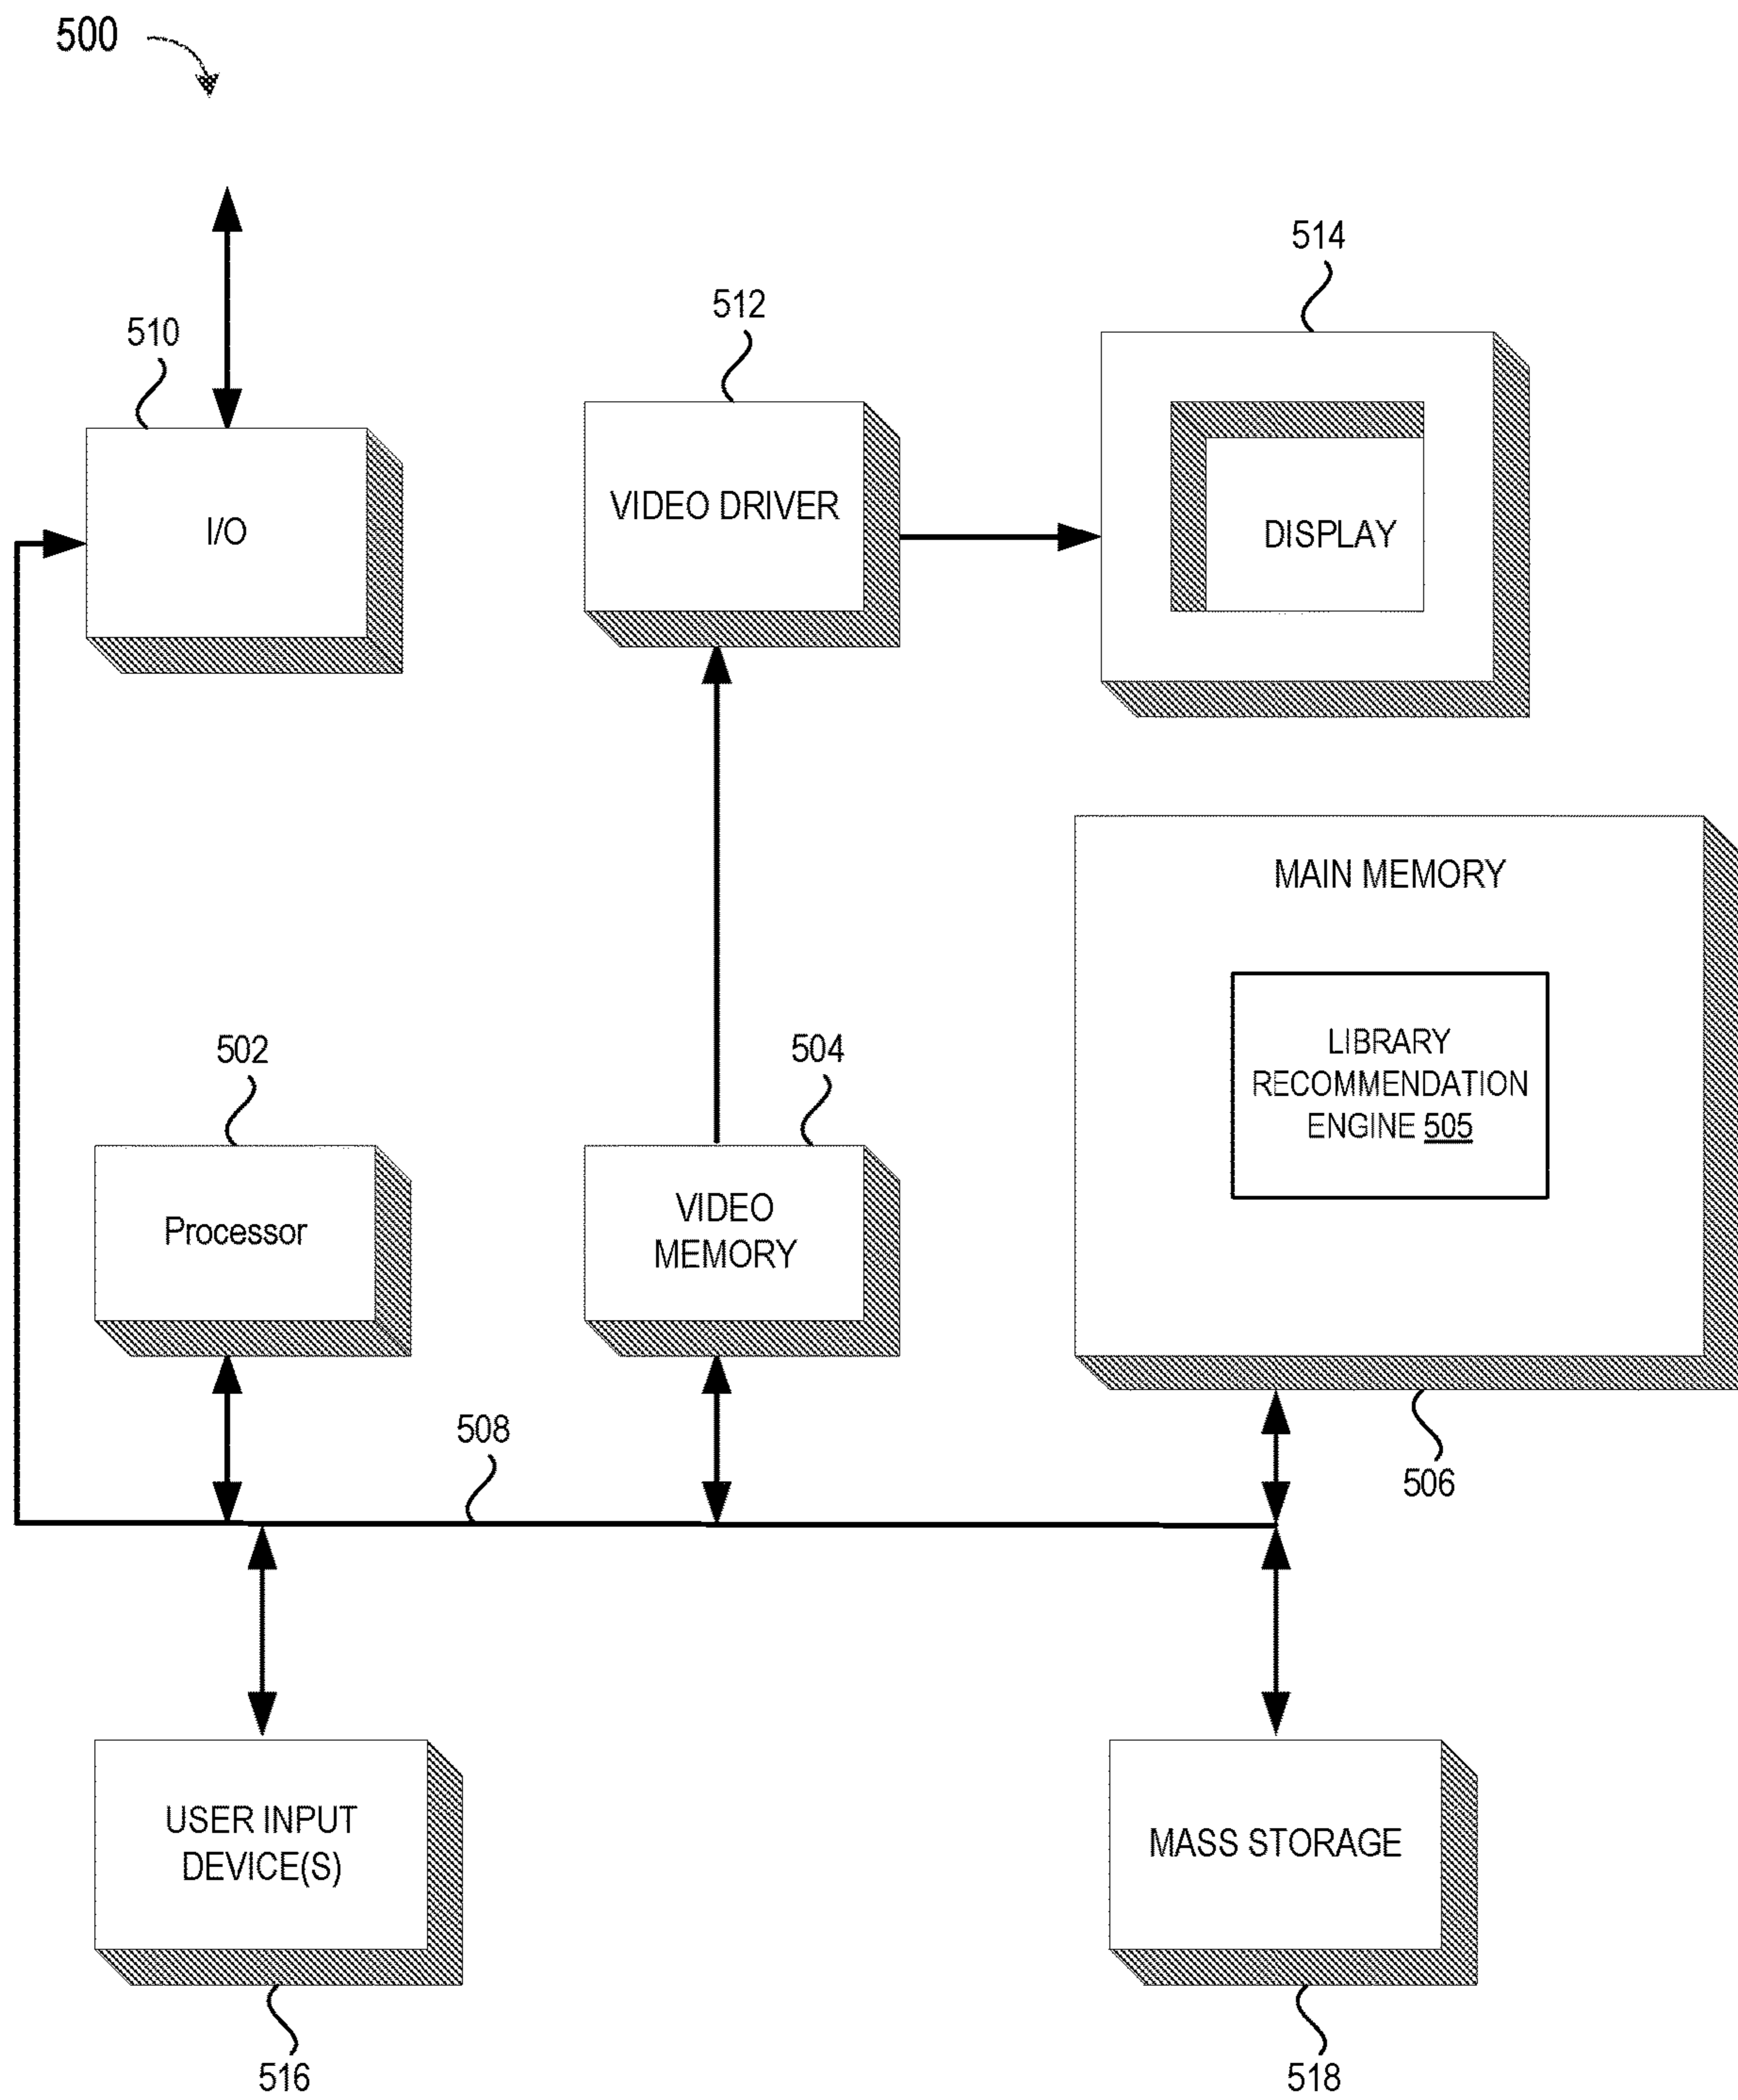 500
514
512
510
VIDEO DRIVER
I/O
DISPLAY
MAIN MEMORY
LIBRARY
RECOMMENDATION
ENGINE 505
502
504
Processor
VIDEO
MEMORY
508
506
USER INPUT
DEVICE(S)
MASS STORAGE
516
518